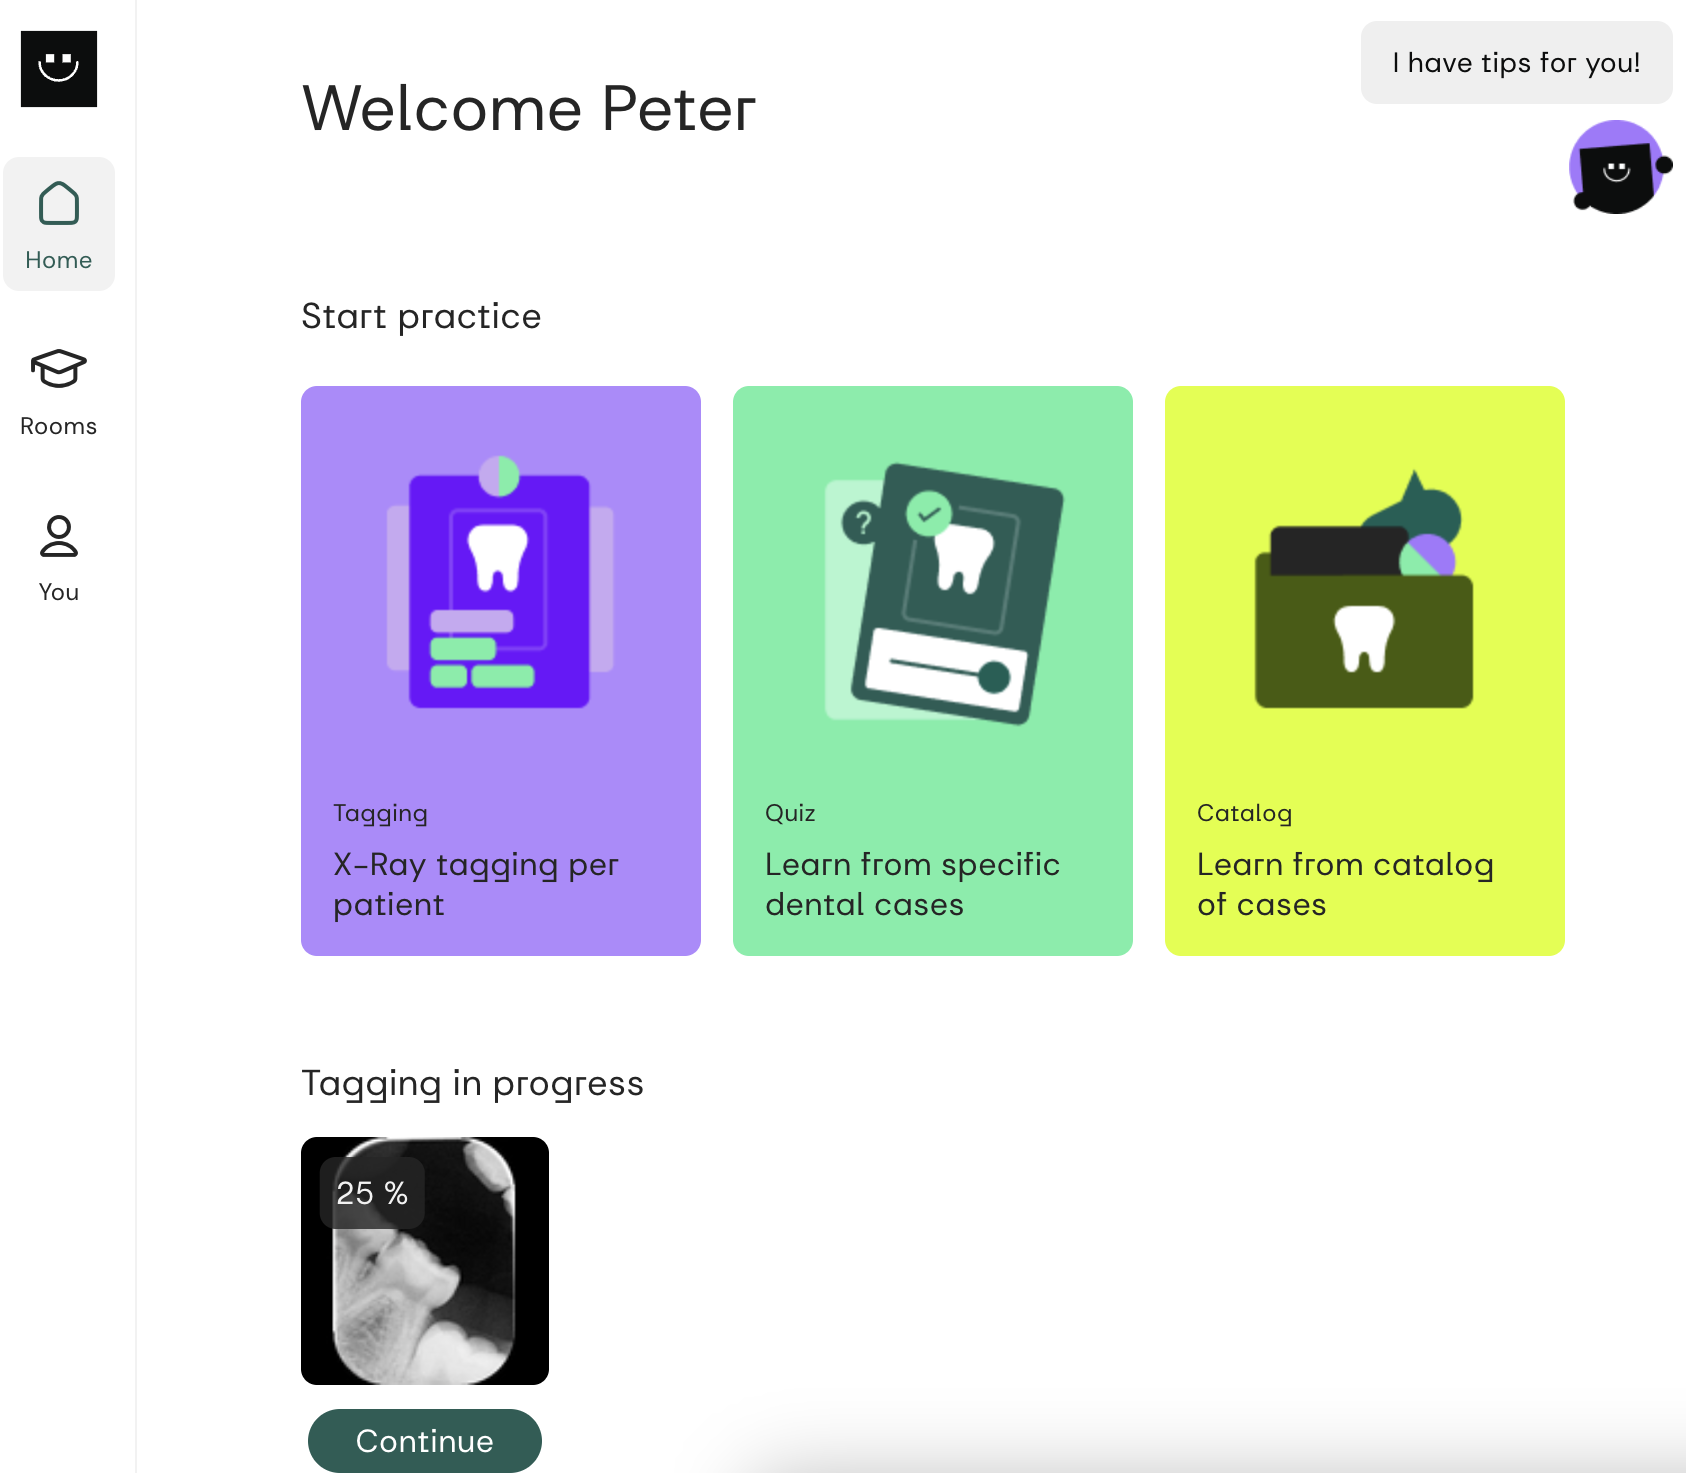 I have tips for you!
Welcome Peter
Home
Rooms
You
Start practice
?
Tagging
X-Ray tagging per
patient
Quiz
Learn from specific
dental cases
Catalog
Learn from catalog
of cases
Tagging in progress
25 %
Continue